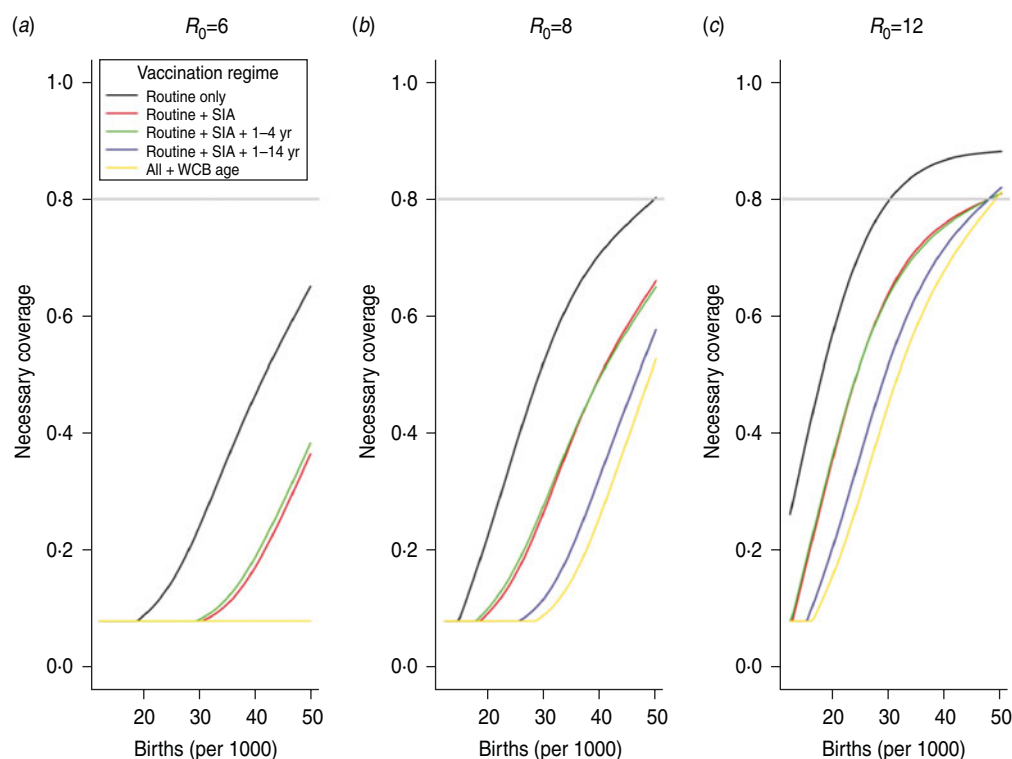 (a) R0=6
(b) R0=8
(c) R0=12
Vaccination regime
Routine only
Routine + SIA
Routine + SIA + 1–4 yr
Routine + SIA + 1–14 yr
All + WCB age
Necessary coverage
1·0
0·8
0·6
0·4
0·2
0·0
20 30 40 50
Births (per 1000)
Necessary coverage
1·0
0·8
0·6
0·4
0·2
0·0
20 30 40 50
Births (per 1000)
Necessary coverage
1·0
0·8
0·6
0·4
0·2
0·0
20 30 40 50
Births (per 1000)